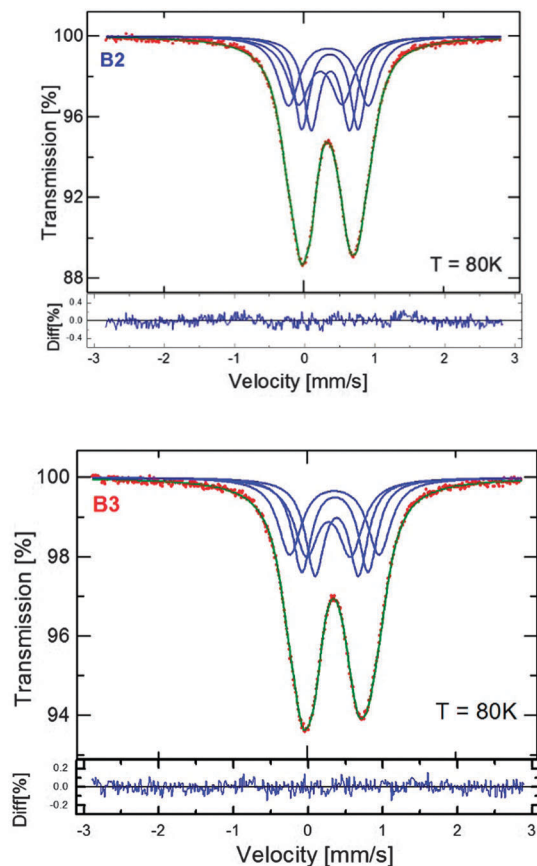 100
B2
96
92
88
Transmission [%]
T = 80K
0.4
0.0
-0.4
Diff[%]
-3 -2 -1 0 1 2 3
Velocity [mm/s]
100
B3
98
96
94
Transmission [%]
T = 80K
0.2
0.0
-0.2
Diff[%]
-3 -2 -1 0 1 2 3
Velocity [mm/s]